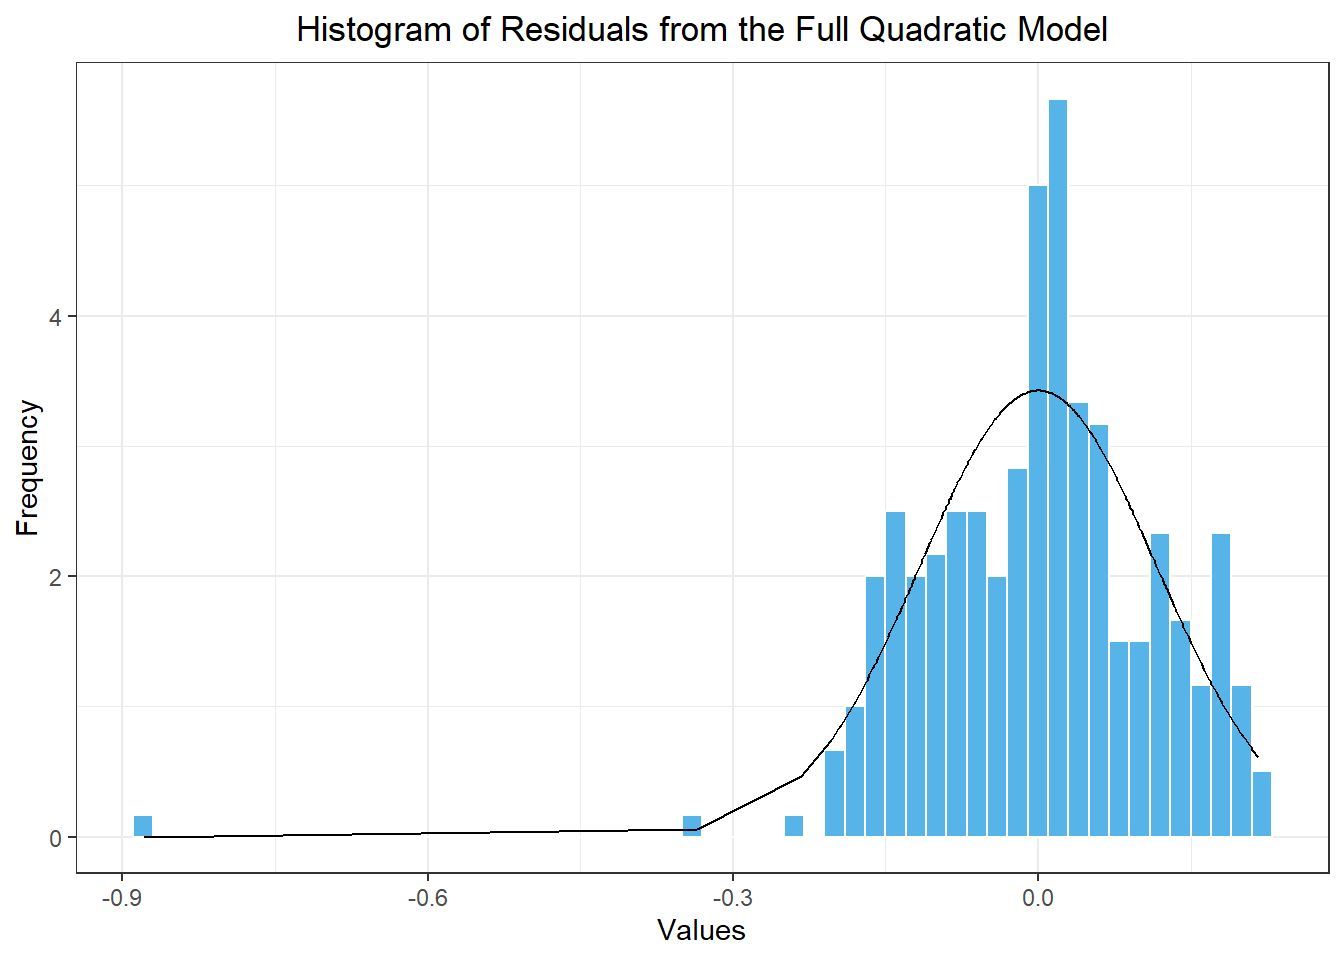 Histogram of Residuals from the Full Quadratic Model
Frequency
4
2
0
-0.9 -0.6 -0.3 0.0
Values